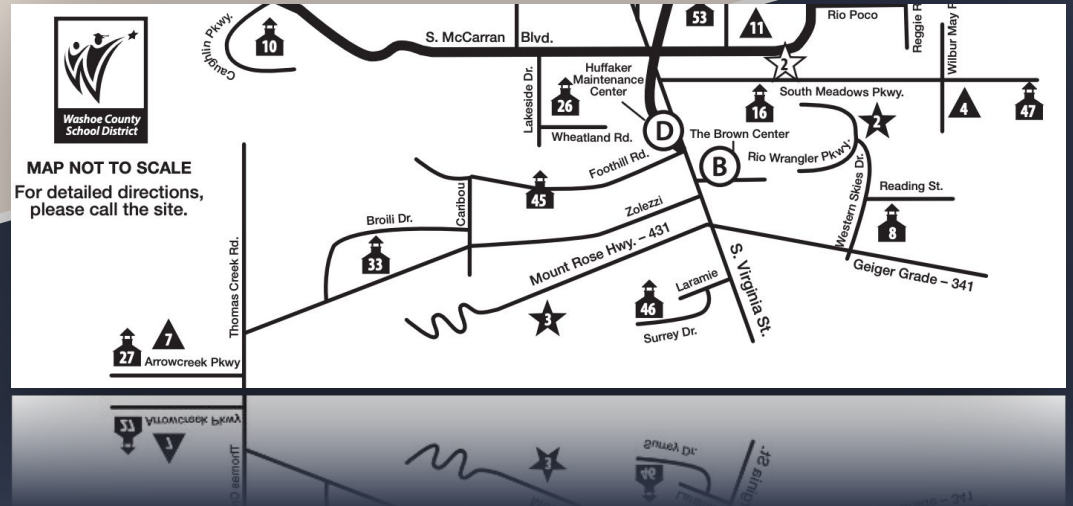 Caughlin Pkwy.
10
S. McCarran Blvd.
53
11
Rio Poco
Reggie R
Wilbur May P
2
Washoe County
School District
MAP NOT TO SCALE
For detailed directions,
please call the site.
Lakeside Dr.
26
Huffaker
Maintenance
Center
Wheatland Rd.
D
The Brown Center
B
16
South Meadows Pkwy.
2
4
47
Rio Wrangler Pkwy.
Western Skies Dr.
Reading St.
8
Geiger Grade – 341
Foothill Rd.
45
Caribou
Zolezzi
Broili Dr.
33
Mount Rose Hwy. – 431
3
S. Virginia St.
Laramie
46
Surrey Dr.
Thomas Creek Rd.
7
27
Arrowcreek Pkwy